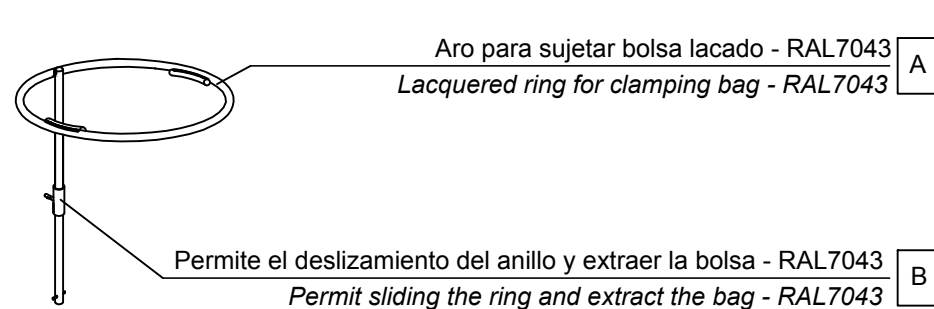 Aro para sujetar bolsa lacado - RAL7043
A
Lacquered ring for clamping bag - RAL7043
Permite el deslizamiento del anillo y extraer la bolsa - RAL7043
B
Permit sliding the ring and extract the bag - RAL7043